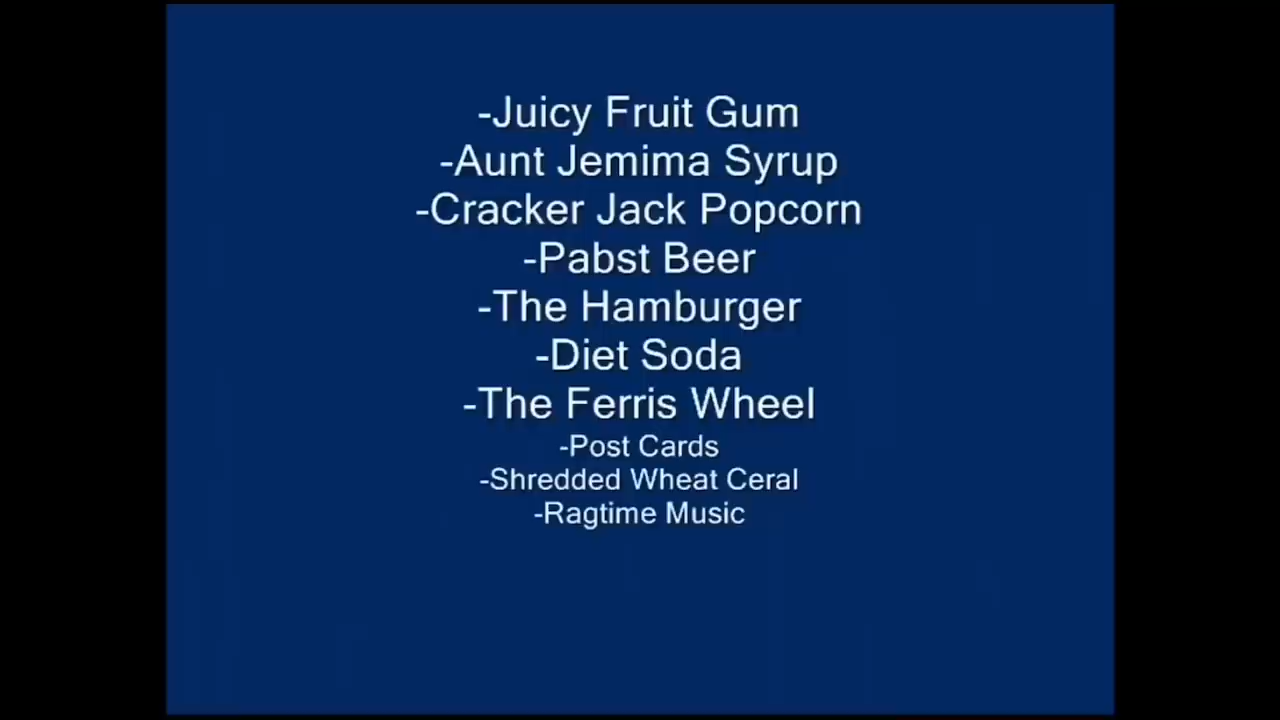 -Juicy Fruit Gum
-Aunt Jemima Syrup
-Cracker Jack Popcorn
-Pabst Beer
-The Hamburger
-Diet Soda
-The Ferris Wheel
-Post Cards
-Shredded Wheat Ceral
-Ragtime Music